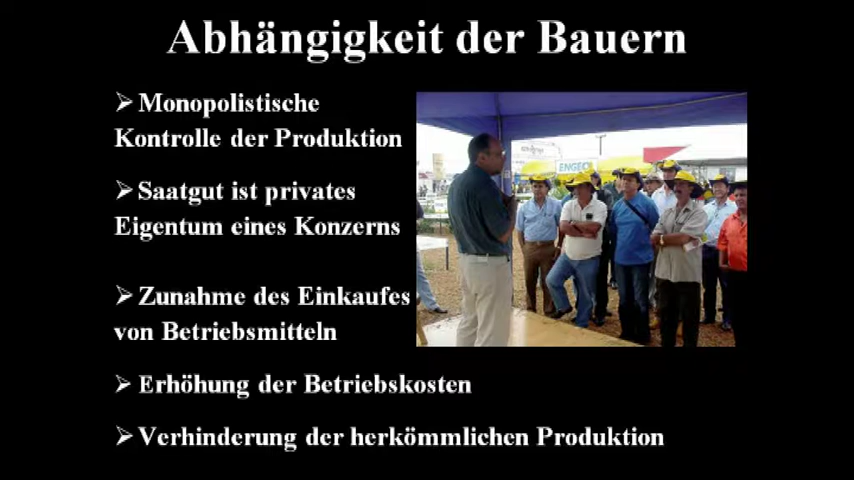 Abhängigkeit der Bauern
➢ Monopolistische
Kontrolle der Produktion
➢ Saatgut ist privates
Eigentum eines Konzerns
➢ Zunahme des Einkaufes
von Betriebsmitteln
➢ Erhöhung der Betriebskosten
➢ Verhinderung der herkömmlichen Produktion
ENGEO